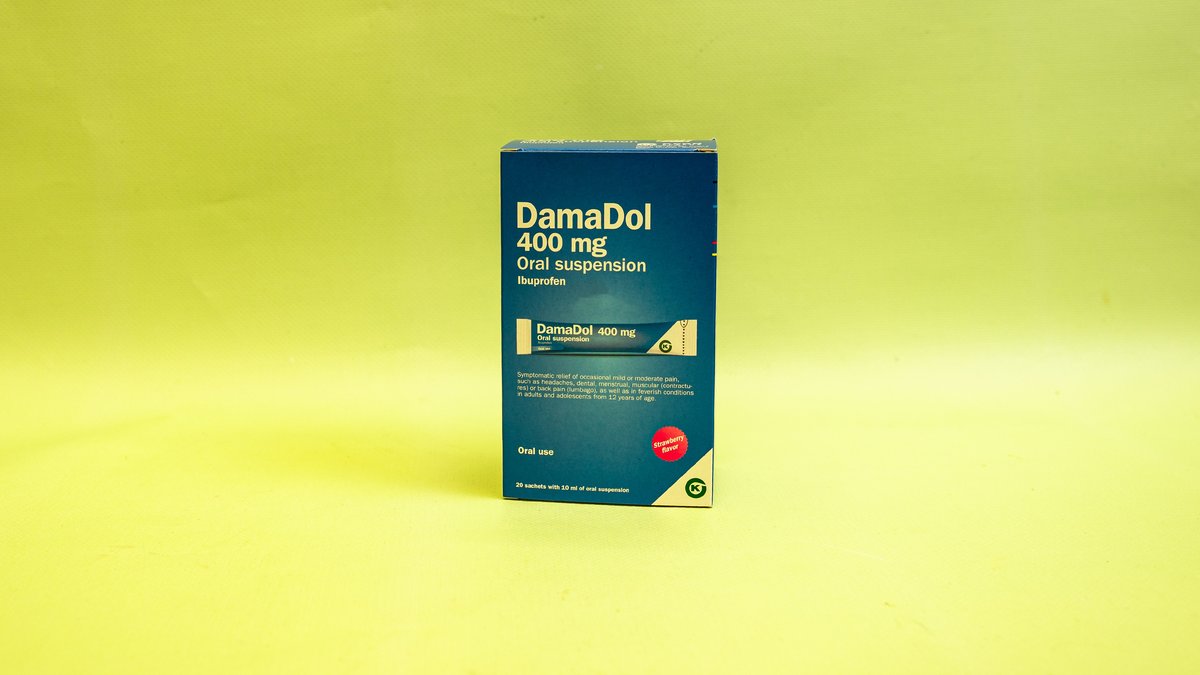 DamaDol
400 mg
Oral suspension
Ibuprofen
DamaDol 400 mg
Oral suspension
Symptomatic relief of occasional mild or moderate pain,
such as headaches, dental, menstrual, muscular (contractu-
res) or back pain (lumbago), as well as in feverish conditions
in adults and adolescents from 12 years of age.
Strawberry
flavor
Oral use
20 sachets with 10 ml of oral suspension
K